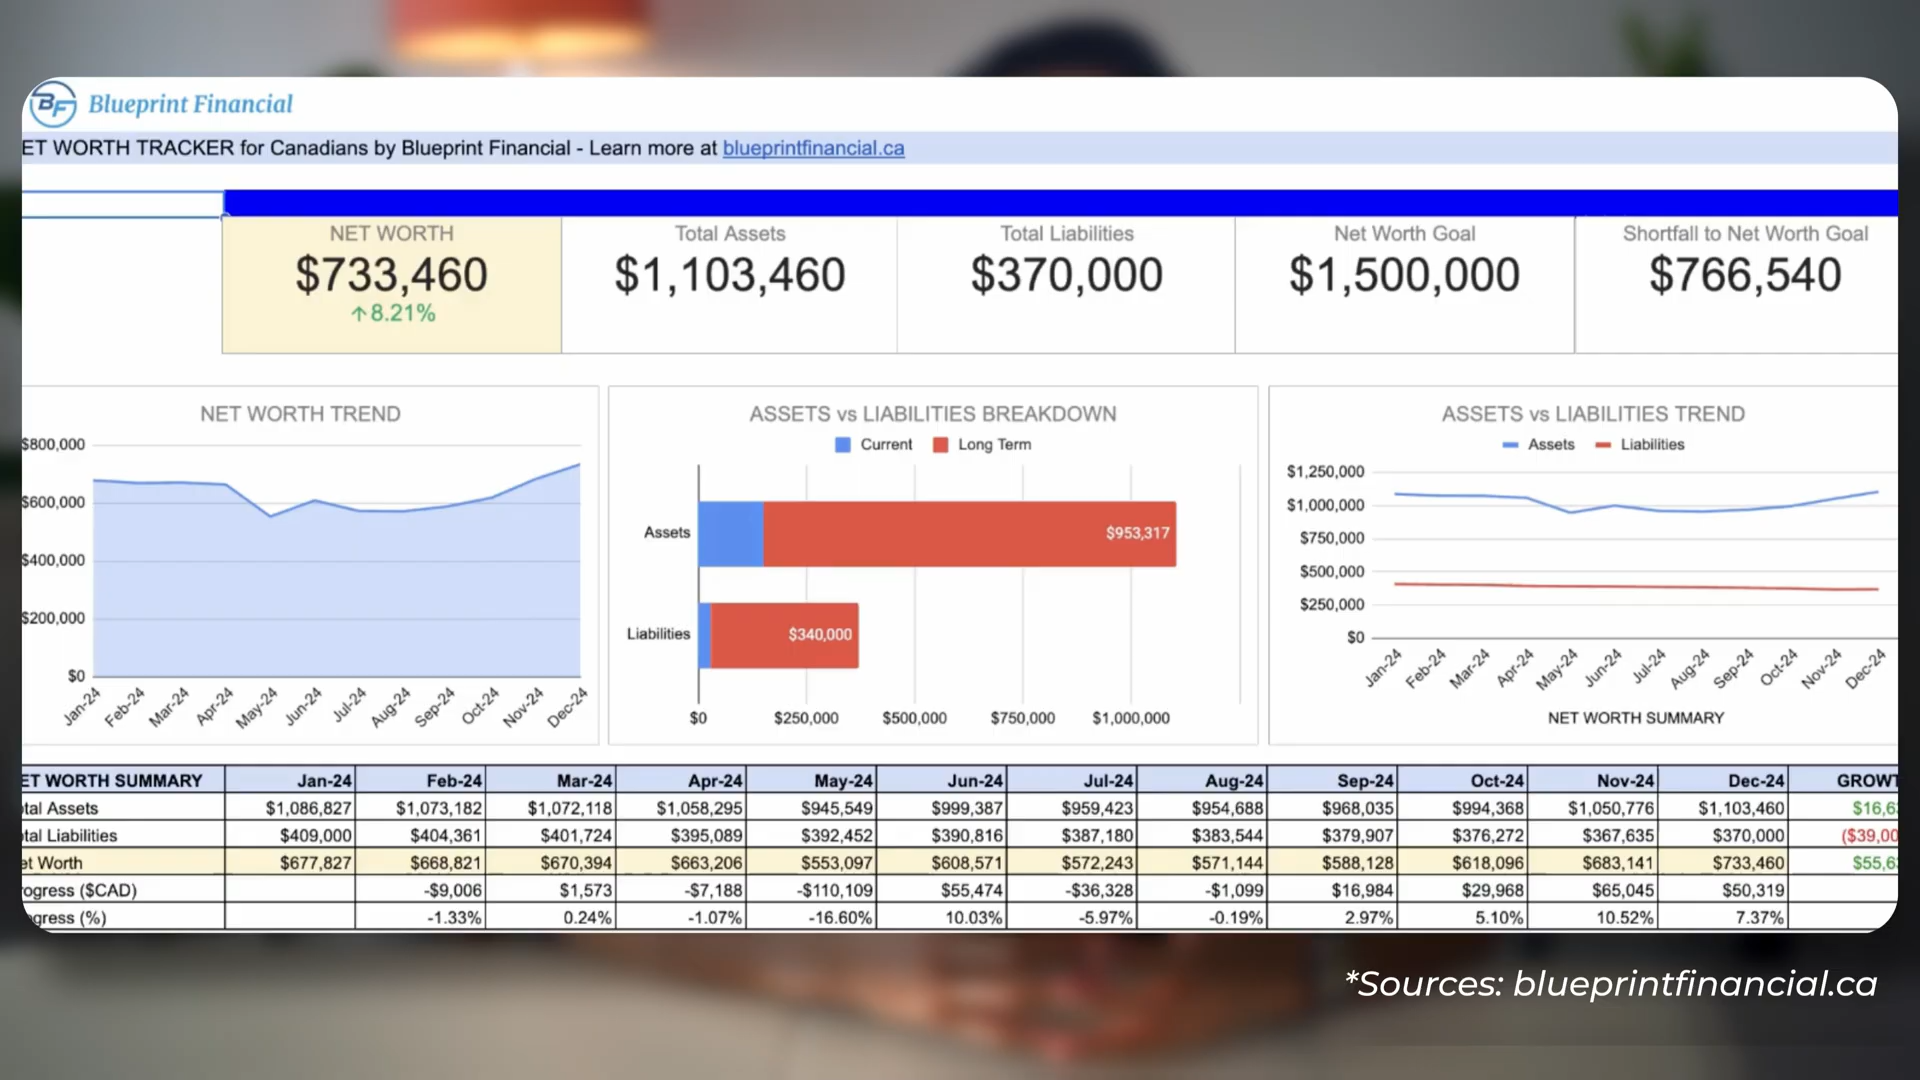 BF Blueprint Financial
ET WORTH TRACKER for Canadians by Blueprint Financial - Learn more at blueprintfinancial.ca
NET WORTH Total Assets Total Liabilities Net Worth Goal Shortfall to Net Worth Goal
$733,460 $1,103,460 $370,000 $1,500,000 $766,540
↑8.21%
NET WORTH TREND
$800,000
$600,000
$400,000
$200,000
$0
Jan-24 Feb-24 Mar-24 Apr-24 May-24 Jun-24 Jul-24 Aug-24 Sep-24 Oct-24 Nov-24 Dec-24
ASSETS vs LIABILITIES BREAKDOWN
Current Long Term
Assets $953,317
Liabilities $340,000
$0 $250,000 $500,000 $750,000 $1,000,000
ASSETS vs LIABILITIES TREND
Assets Liabilities
$1,250,000
$1,000,000
$750,000
$500,000
$250,000
$0
Jan-24 Feb-24 Mar-24 Apr-24 May-24 Jun-24 Jul-24 Aug-24 Sep-24 Oct-24 Nov-24 Dec-24
NET WORTH SUMMARY
ET WORTH SUMMARY Jan-24 Feb-24 Mar-24 Apr-24 May-24 Jun-24 Jul-24 Aug-24 Sep-24 Oct-24 Nov-24 Dec-24 GROWT
tal Assets $1,086,827 $1,073,182 $1,072,118 $1,058,295 $945,549 $999,387 $959,423 $954,688 $968,035 $994,368 $1,050,776 $1,103,460 $16,63
tal Liabilities $409,000 $404,361 $401,724 $395,089 $392,452 $390,816 $387,180 $383,544 $379,907 $376,272 $367,635 $370,000 ($39,00
et Worth $677,827 $668,821 $670,394 $663,206 $553,097 $608,571 $572,243 $571,144 $588,128 $618,096 $683,141 $733,460 $55,63
ogress ($CAD) -$9,006 $1,573 -$7,188 -$110,109 $55,474 -$36,328 -$1,099 $16,984 $29,968 $65,045 $50,319
ogress (%) -1.33% 0.24% -1.07% -16.60% 10.03% -5.97% -0.19% 2.97% 5.10% 10.52% 7.37%
*Sources: blueprintfinancial.ca